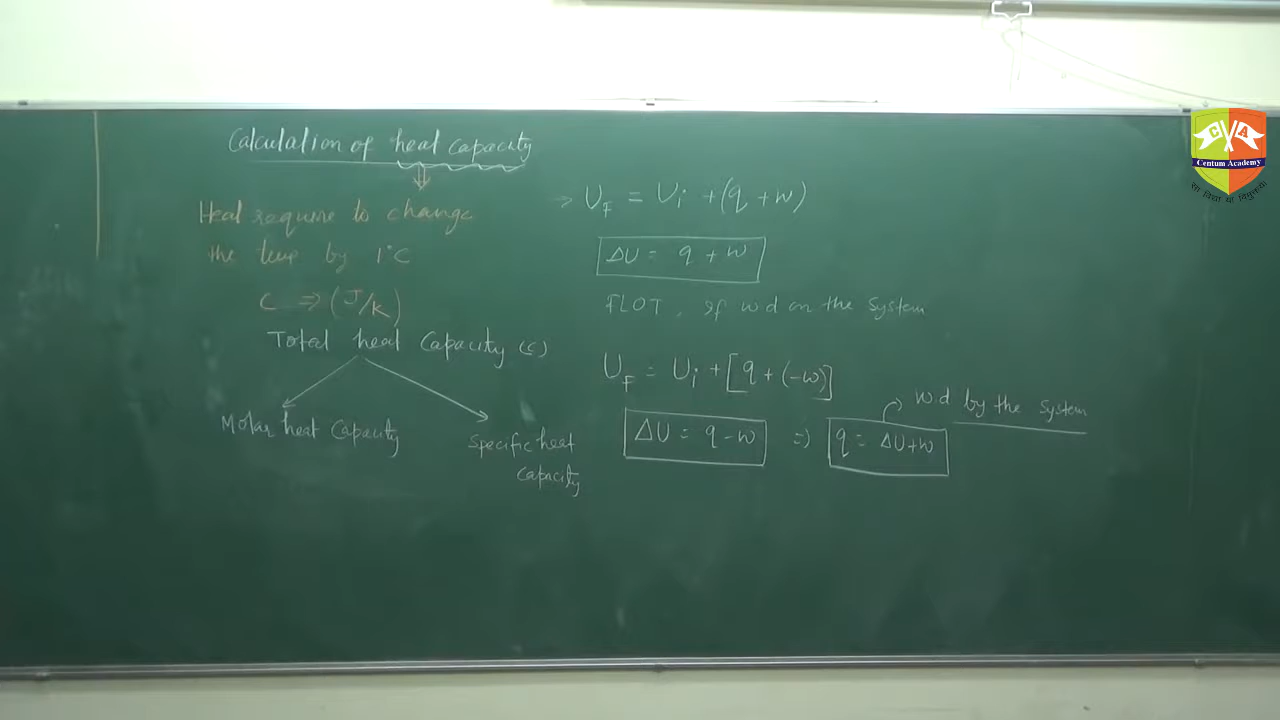 Calculation of heat capacity
⇓
Heat require to change
the temp by 1°C
C ⇒ (J/K)
Total heat Capacity (c)
Molar heat Capacity
Specific heat
capacity
→ U_F = U_i + (q + w)
ΔU = q + w
FLOT, if w.d on the system
U_F = U_i + [q + (-w)]
ΔU = q - w ⇒ q = ΔU + w
w.d by the system
CA
Centum Academy
सा विद्या या विमुक्तये